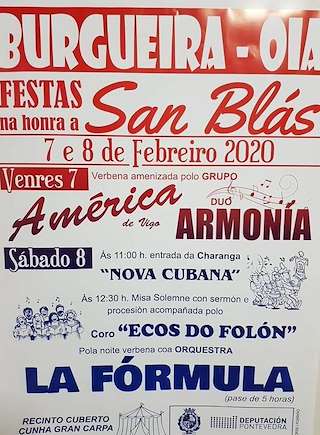 BURGUEIRA - OIA
FESTAS
na honra a
San Blás
7 e 8 de Febreiro 2020
Venres 7
Verbena amenizada polo GRUPO
América
de Vigo
DUO
ARMONÍA
Sábado 8
Ás 11:00 h. entrada da Charanga
"NOVA CUBANA"
Ás 12:30 h. Misa Solemne con sermón e
procesión acompañada polo
Coro "ECOS DO FOLÓN"
Pola noite verbena coa ORQUESTRA
LA FÓRMULA
(pase de 5 horas)
RECINTO CUBERTO
CUNHA GRAN CARPA
DEPUTACIÓN
PONTEVEDRA